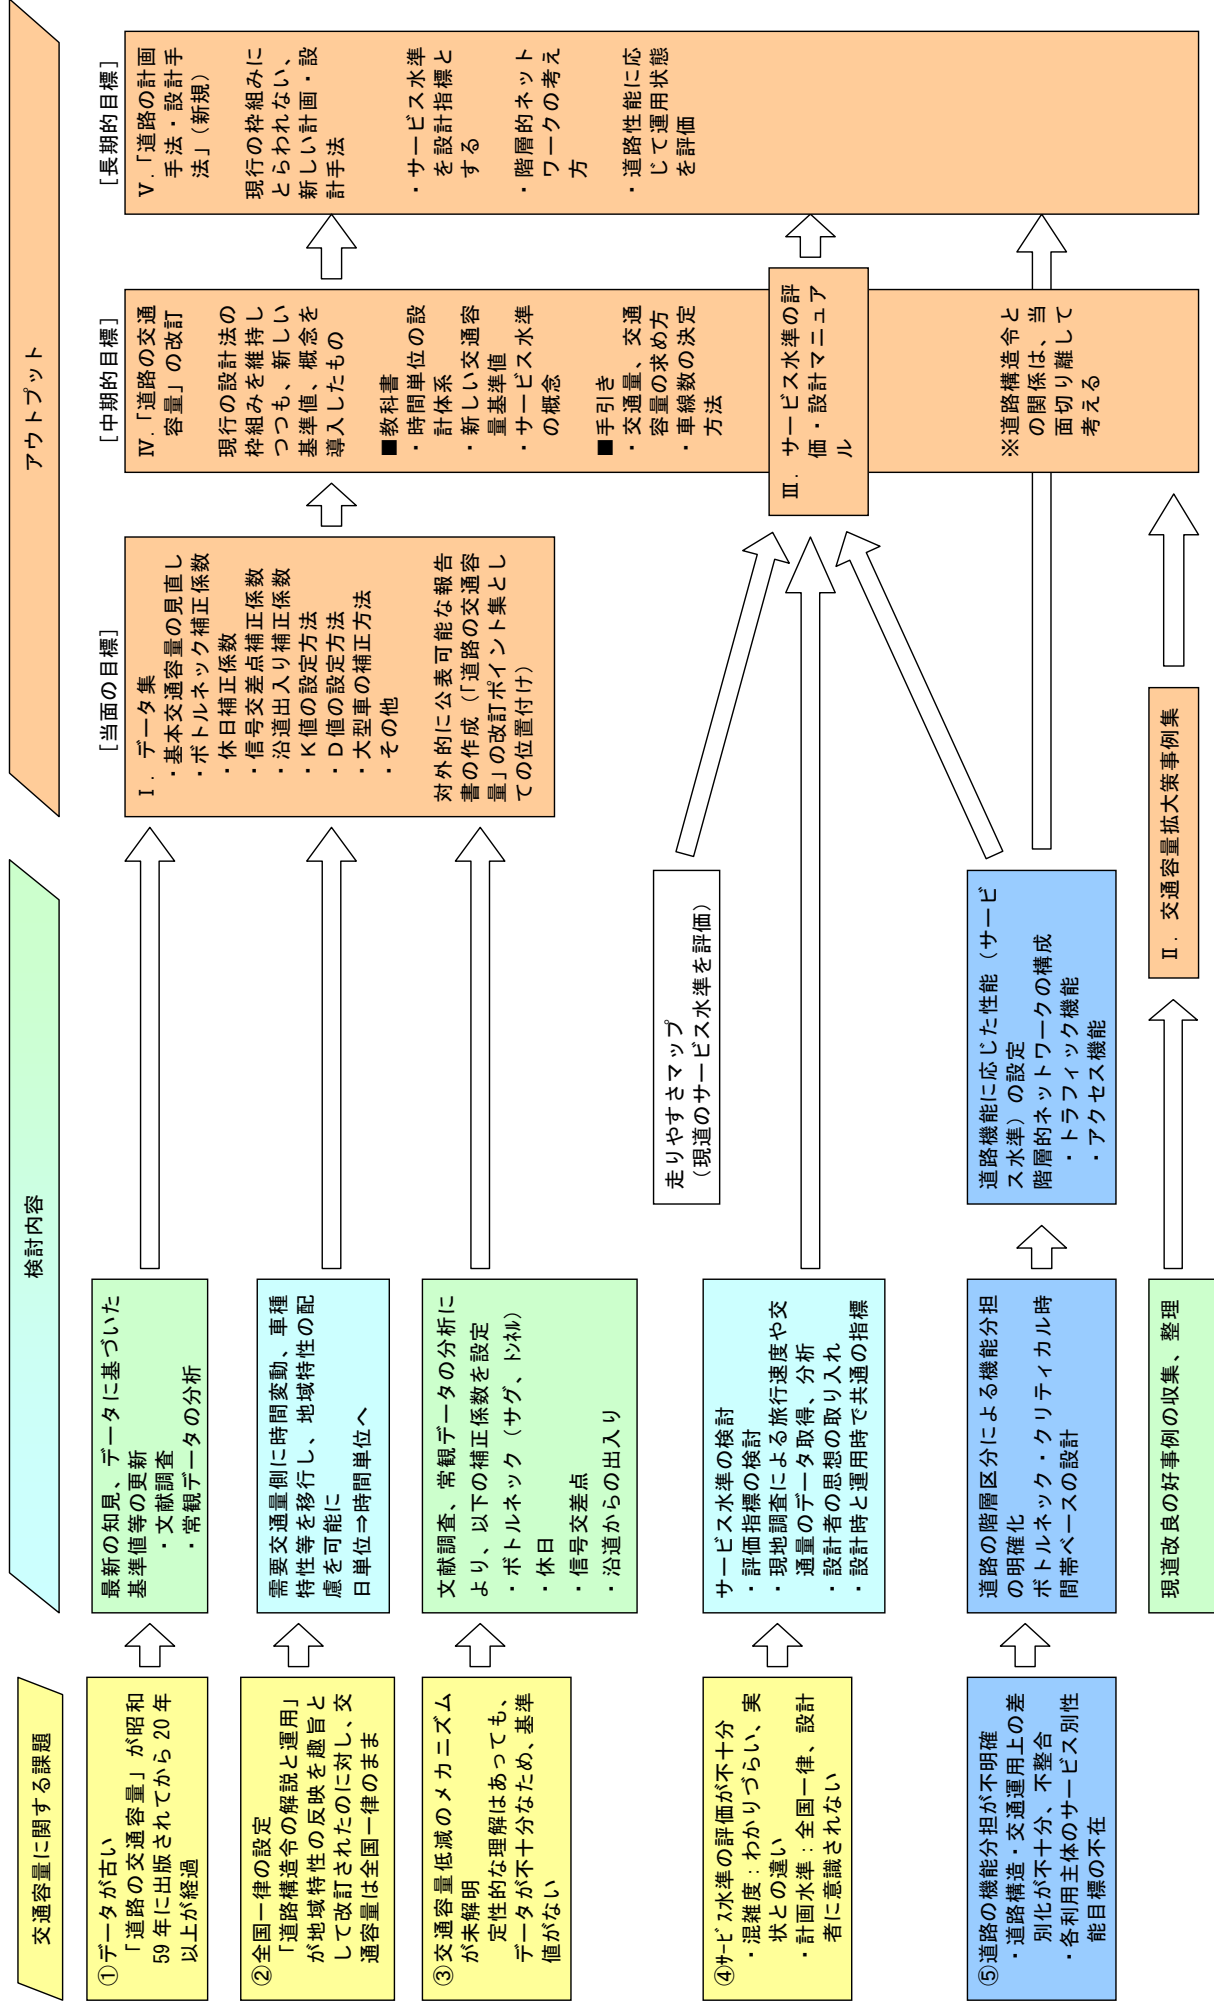 交通容量に関する課題
検討内容
アウトプット
①データが古い
「道路の交通容量」が昭和
59年に出版されてから20年
以上が経過
②全国一律の設定
「道路構造令の解説と運用」
が地域特性の反映を趣旨と
して改訂されたのに対し、交
通容量は全国一律のまま
③交通容量低減のメカニズム
が未解明
定性的な理解はあっても、
データが不十分なため、基準
値がない
④ｻｰﾋﾞｽ水準の評価が不十分
・混雑度：わかりづらい、実
状との違い
・計画水準：全国一律、設計
者に意識されない
⑤道路の機能分担が不明確
・道路構造・交通運用上の差
別化が不十分、不整合
・各利用主体のサービス別性
能目標の不在
最新の知見、データに基づいた
基準値等の更新
・文献調査
・常観データの分析
需要交通量側に時間変動、車種
特性等を移行し、地域特性の配
慮を可能に
日単位⇒時間単位へ
文献調査、常観データの分析に
より、以下の補正係数を設定
・ボトルネック（サグ、ﾄﾝﾈﾙ）
・休日
・信号交差点
・沿道からの出入り
サービス水準の検討
・評価指標の検討
・現地調査による旅行速度や交
通量のデータ取得、分析
・設計者の思想の取り入れ
・設計時と運用時で共通の指標
道路の階層区分による機能分担
の明確化
ボトルネック・クリティカル時
間帯ベースの設計
現道改良の好事例の収集、整理
走りやすさマップ
（現道のサービス水準を評価）
道路機能に応じた性能（サービ
ス水準）の設定
階層的ネットワークの構成
・トラフィック機能
・アクセス機能
［当面の目標］
Ⅰ．データ集
・基本交通容量の見直し
・ボトルネック補正係数
・休日補正係数
・信号交差点補正係数
・沿道出入り補正係数
・Ｋ値の設定方法
・Ｄ値の設定方法
・大型車の補正方法
・その他
対外的に公表可能な報告
書の作成（「道路の交通容
量」の改訂ポイント集とし
ての位置付け）
Ⅱ．交通容量拡大策事例集
［中期的目標］
Ⅳ.「道路の交通
容量」の改訂
現行の設計法の
枠組みを維持し
つつも、新しい
基準値、概念を
導入したもの
■教科書
・時間単位の設
計体系
・新しい交通容
量基準値
・サービス水準
の概念
■手引き
・交通量、交通
容量の求め方
・車線数の決定
方法
Ⅲ．サービス水準の評
価・設計マニュア
ル
※道路構造令と
の関係は、当
面切り離して
考える
［長期的目標］
Ⅴ.「道路の計画
手法・設計手
法」（新規）
現行の枠組みに
とらわれない、
新しい計画・設
計手法
・サービス水準
を設計指標と
する
・階層的ネット
ワークの考え
方
・道路性能に応
じて運用状態
を評価